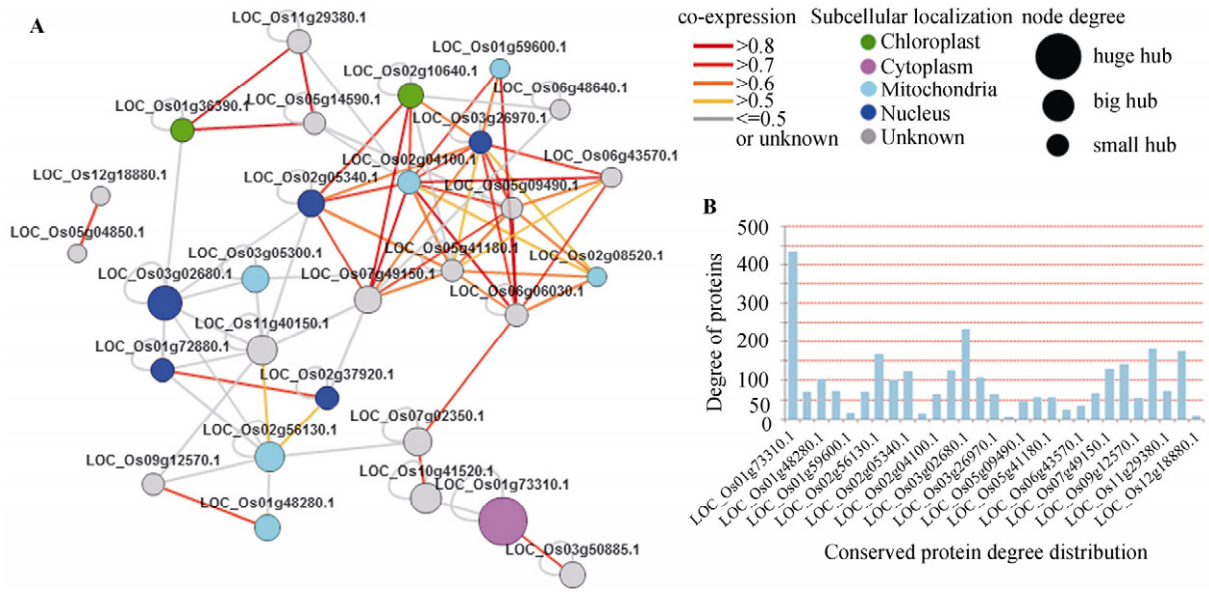 A
LOC_Os11g29380.1
LOC_Os01g59600.1
LOC_Os02g10640.1
LOC_Os06g48640.1
LOC_Os01g36390.1
LOC_Os05g14590.1
LOC_Os03g26970.1
LOC_Os02g04100.1
LOC_Os06g43570.1
LOC_Os12g18880.1
LOC_Os02g05340.1
LOC_Os05g09490.1
LOC_Os05g04850.1
LOC_Os03g05300.1
LOC_Os05g41180.1
LOC_Os02g08520.1
LOC_Os03g02680.1
LOC_Os07g49150.1
LOC_Os06g06030.1
LOC_Os11g40150.1
LOC_Os01g72880.1
LOC_Os02g37920.1
LOC_Os07g02350.1
LOC_Os02g56130.1
LOC_Os09g12570.1
LOC_Os10g41520.1
LOC_Os01g73310.1
LOC_Os01g48280.1
LOC_Os03g50885.1
co-expression
>0.8
>0.7
>0.6
>0.5
<=0.5
or unknown
Subcellular localization
Chloroplast
Cytoplasm
Mitochondria
Nucleus
Unknown
node degree
huge hub
big hub
small hub
B
Degree of proteins
500
400
300
200
100
50
0
LOC_Os01g73310.1
LOC_Os01g48280.1
LOC_Os01g59600.1
LOC_Os02g56130.1
LOC_Os02g05340.1
LOC_Os02g04100.1
LOC_Os03g02680.1
LOC_Os03g26970.1
LOC_Os05g09490.1
LOC_Os05g41180.1
LOC_Os06g43570.1
LOC_Os07g49150.1
LOC_Os09g12570.1
LOC_Os11g29380.1
LOC_Os12g18880.1
Conserved protein degree distribution